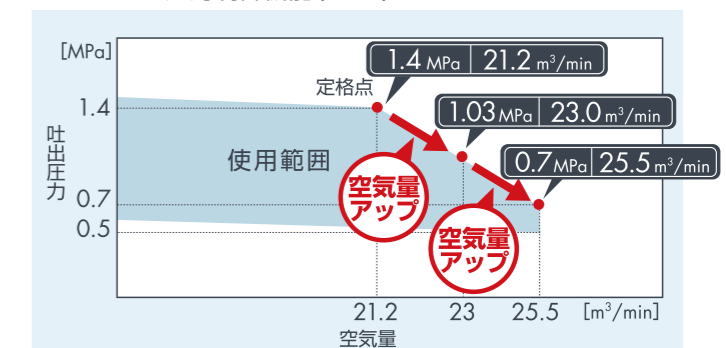 [MPa]
1.4 MPa 21.2 m³/min
定格点
1.4
1.03 MPa 23.0 m³/min
吐出圧力
使用範囲
0.7 MPa 25.5 m³/min
空気量
アップ
0.7
空気量
アップ
0.5
21.2 23 25.5 [m³/min]
空気量